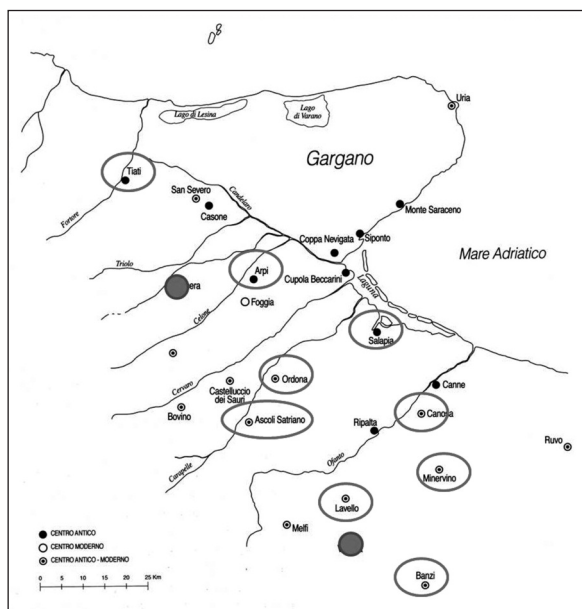 Uria
Lago di Lesina
Lago
di Varano
Gargano
Tiati
San Severo
Casone
Candelaro
Monte Saraceno
Fortore
Coppa Nevigata
Siponto
Mare Adriatico
Triolo
Arpi
Cupola Beccarini
Laguna
era
Foggia
Celone
Salapia
Ordona
Cervaro
Castelluccio
dei Sauri
Canne
Bovino
Ascoli Satriano
Canosa
Ripalta
Ruvo
Carapelle
Ofanto
Minervino
Lavello
Melfi
CENTRO ANTICO
CENTRO MODERNO
CENTRO ANTICO - MODERNO
Banzi
0 5 10 15 20 25 Km